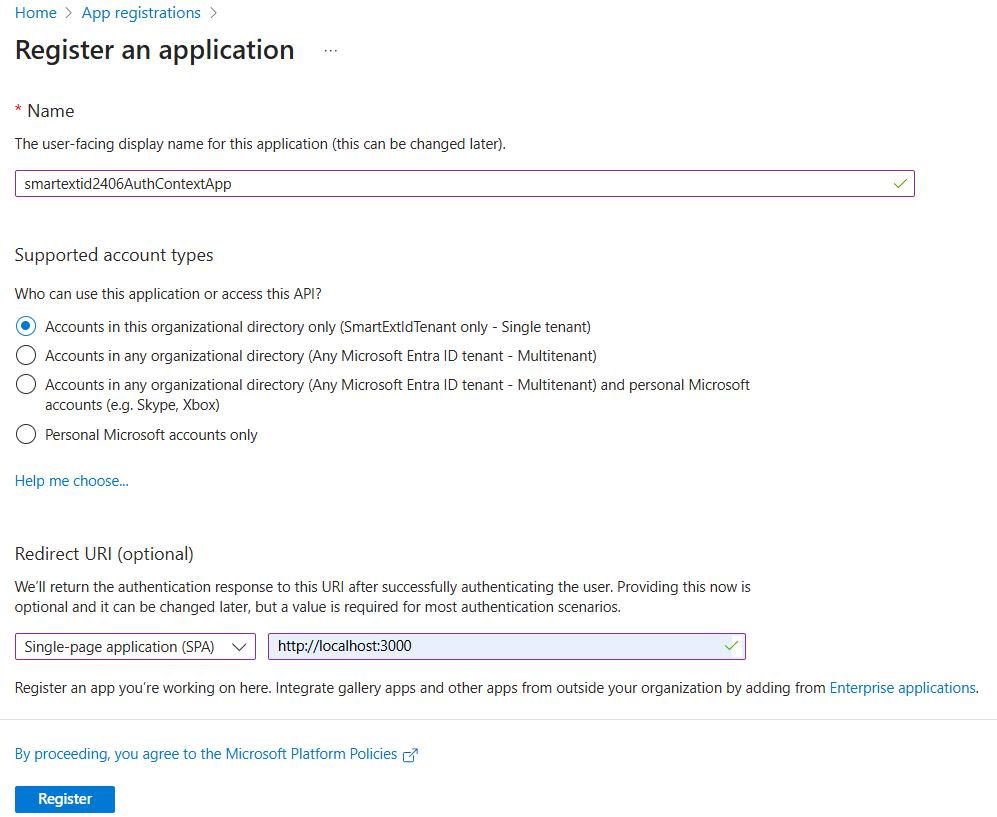 Home > App registrations >
Register an application ...
* Name
The user-facing display name for this application (this can be changed later).
smartextid2406AuthContextApp
Supported account types
Who can use this application or access this API?
Accounts in this organizational directory only (SmartExtIdTenant only - Single tenant)
Accounts in any organizational directory (Any Microsoft Entra ID tenant - Multitenant)
Accounts in any organizational directory (Any Microsoft Entra ID tenant - Multitenant) and personal Microsoft
accounts (e.g. Skype, Xbox)
Personal Microsoft accounts only
Help me choose...
Redirect URI (optional)
We'll return the authentication response to this URI after successfully authenticating the user. Providing this now is
optional and it can be changed later, but a value is required for most authentication scenarios.
Single-page application (SPA) http://localhost:3000
Register an app you're working on here. Integrate gallery apps and other apps from outside your organization by adding from Enterprise applications.
By proceeding, you agree to the Microsoft Platform Policies
Register